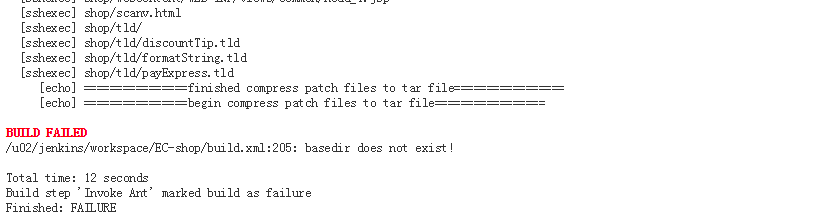 [sshexec] shop/scanv.html
[sshexec] shop/tld/
[sshexec] shop/tld/discountTip.tld
[sshexec] shop/tld/formatString.tld
[sshexec] shop/tld/payExpress.tld
[echo] ================finished compress patch files to tar file=================
[echo] ================begin compress patch files to tar file=================
BUILD FAILED
/u02/jenkins/workspace/EC-shop/build.xml:205: basedir does not exist!
Total time: 12 seconds
Build step 'Invoke Ant' marked build as failure
Finished: FAILURE